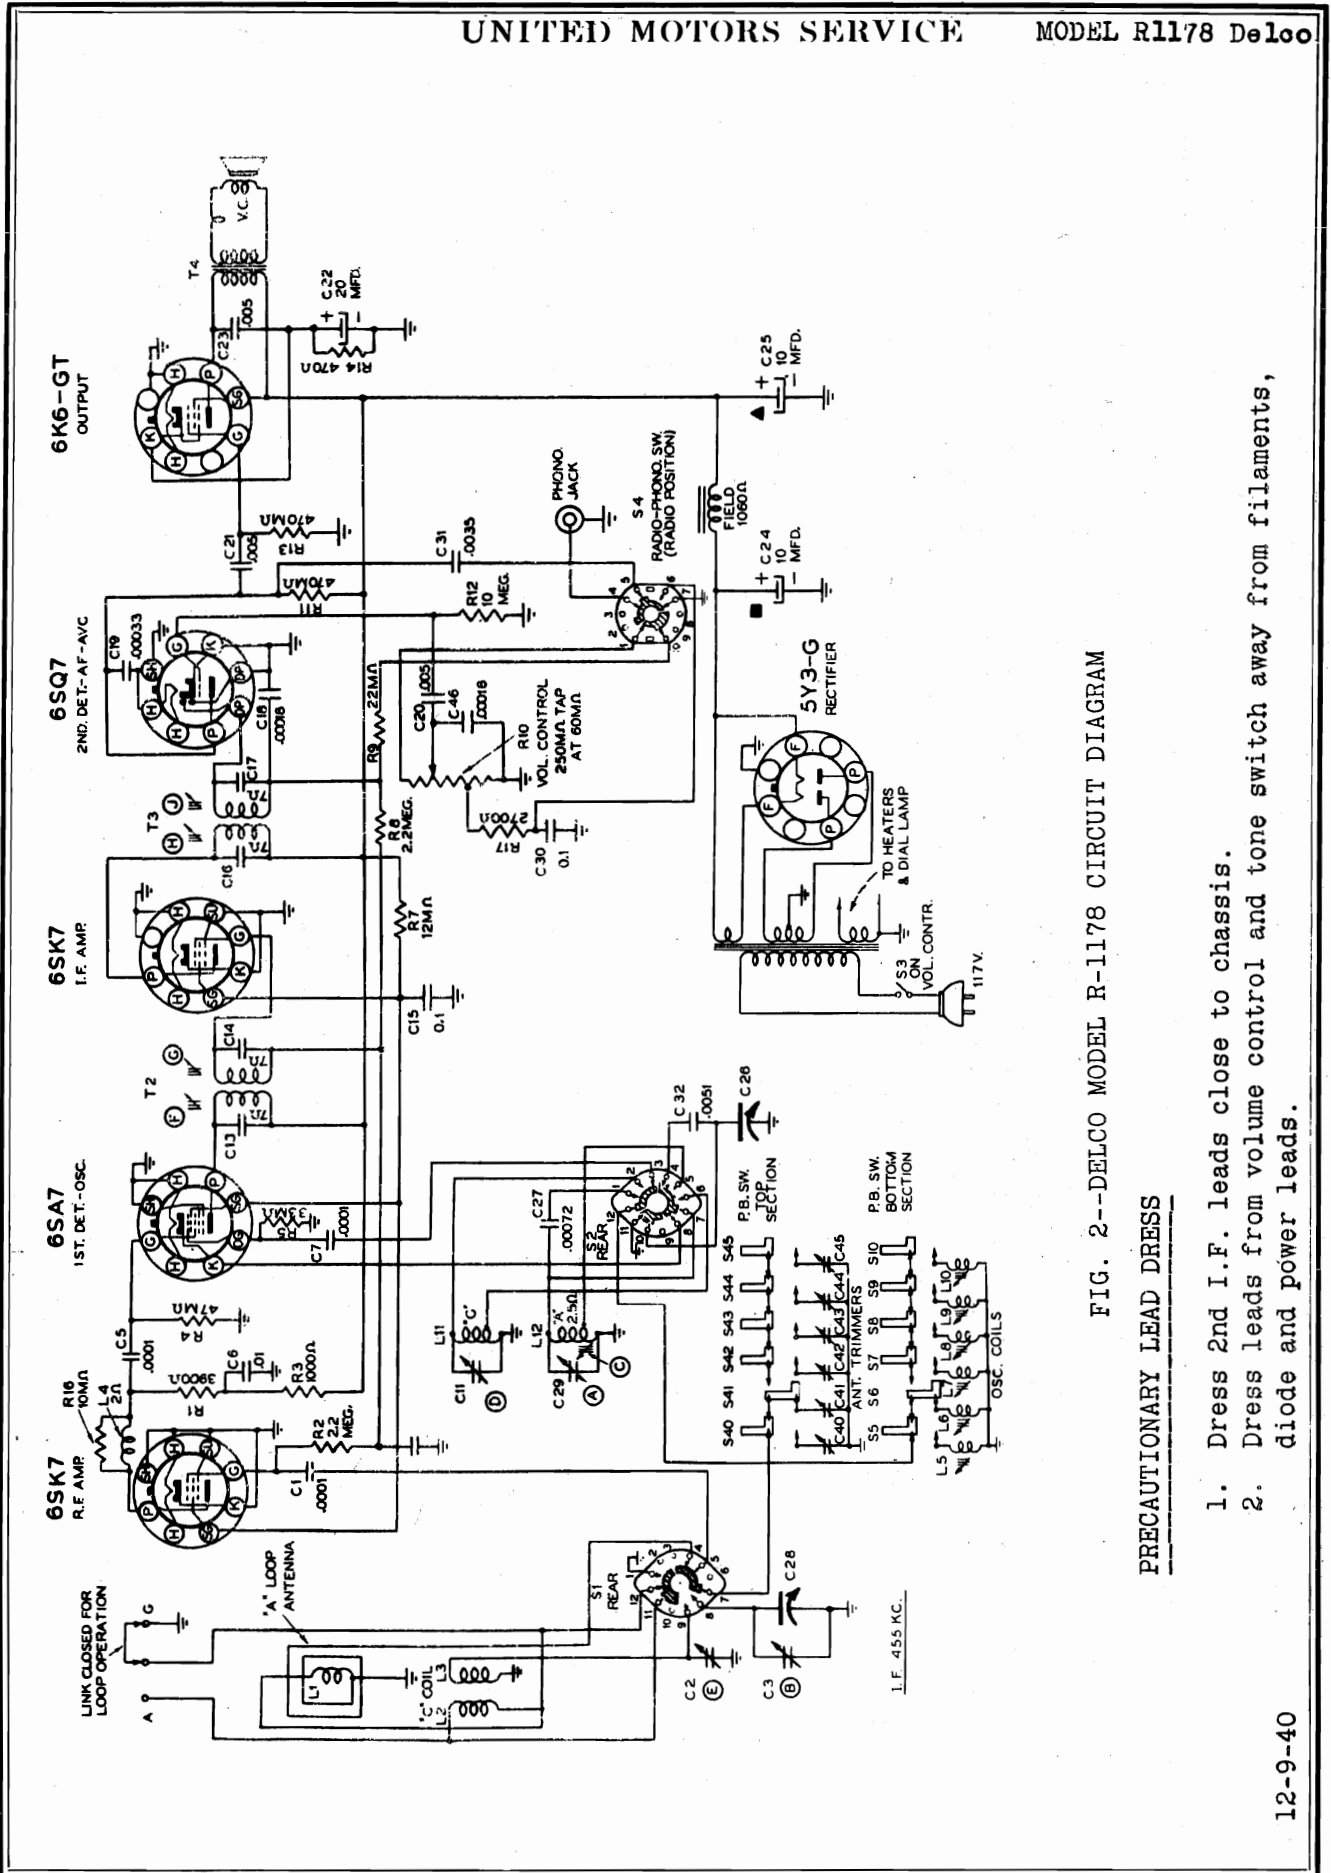 UNITED MOTORS SERVICE
MODEL R1178 Delco
6SK7
R.F. AMP.
6SA7
1ST. DET.-OSC.
6SK7
I.F. AMP.
6SQ7
2ND. DET.-AF-AVC
6K6-GT
OUTPUT
LINK CLOSED FOR
LOOP OPERATION
A
G
"A" LOOP
ANTENNA
L1
"C" COIL
L2
L3
R16
10MΩ
L4
2Ω
C5
.0001
R1
3900Ω
C6
.01
R3
1000Ω
R4
47MΩ
R2
2.2
MEG.
C1
.0001
R5
33MΩ
C7
.0001
T2
F
G
C13
7Ω
7Ω
C14
C15
0.1
R7
12MΩ
T3
H
J
C16
7Ω
7Ω
C17
C18
.00018
C19
.00033
R8
2.2MEG.
R9
22MΩ
C20
.005
C46
.00018
R10
VOL. CONTROL
250MΩ TAP
AT 60MΩ
R17
2700Ω
C30
0.1
R11
470MΩ
C21
.005
R13
470MΩ
R12
10
MEG.
C31
.0035
PHONO.
JACK
S4
RADIO-PHONO. SW.
(RADIO POSITION)
T4
V.C.
C23
.005
C22
20
MFD.
R14 470Ω
C25
10
MFD.
FIELD
1060Ω
C24
10
MFD.
5Y3-G
RECTIFIER
TO HEATERS
& DIAL LAMP
S3
ON
VOL. CONTR.
117V.
S1
REAR
C2
E
C3
B
C28
I.F. 455 KC.
L11
"C"
C11
D
L12
"A"
2.5Ω
C29
A
C
C27
.00072
S2
REAR
C32
.0051
C26
P.B. SW.
TOP
SECTION
S40 S41 S42 S43 S44 S45
C40 C41 C42 C43 C44 C45
ANT. TRIMMERS
P.B. SW.
BOTTOM
SECTION
S5 S6 S7 S8 S9 S10
L5 L6 L7 L8 L9 L10
OSC. COILS
FIG. 2--DELCO MODEL R-1178 CIRCUIT DIAGRAM
PRECAUTIONARY LEAD DRESS
1. Dress 2nd I.F. leads close to chassis.
2. Dress leads from volume control and tone switch away from filaments,
diode and power leads.
12-9-40